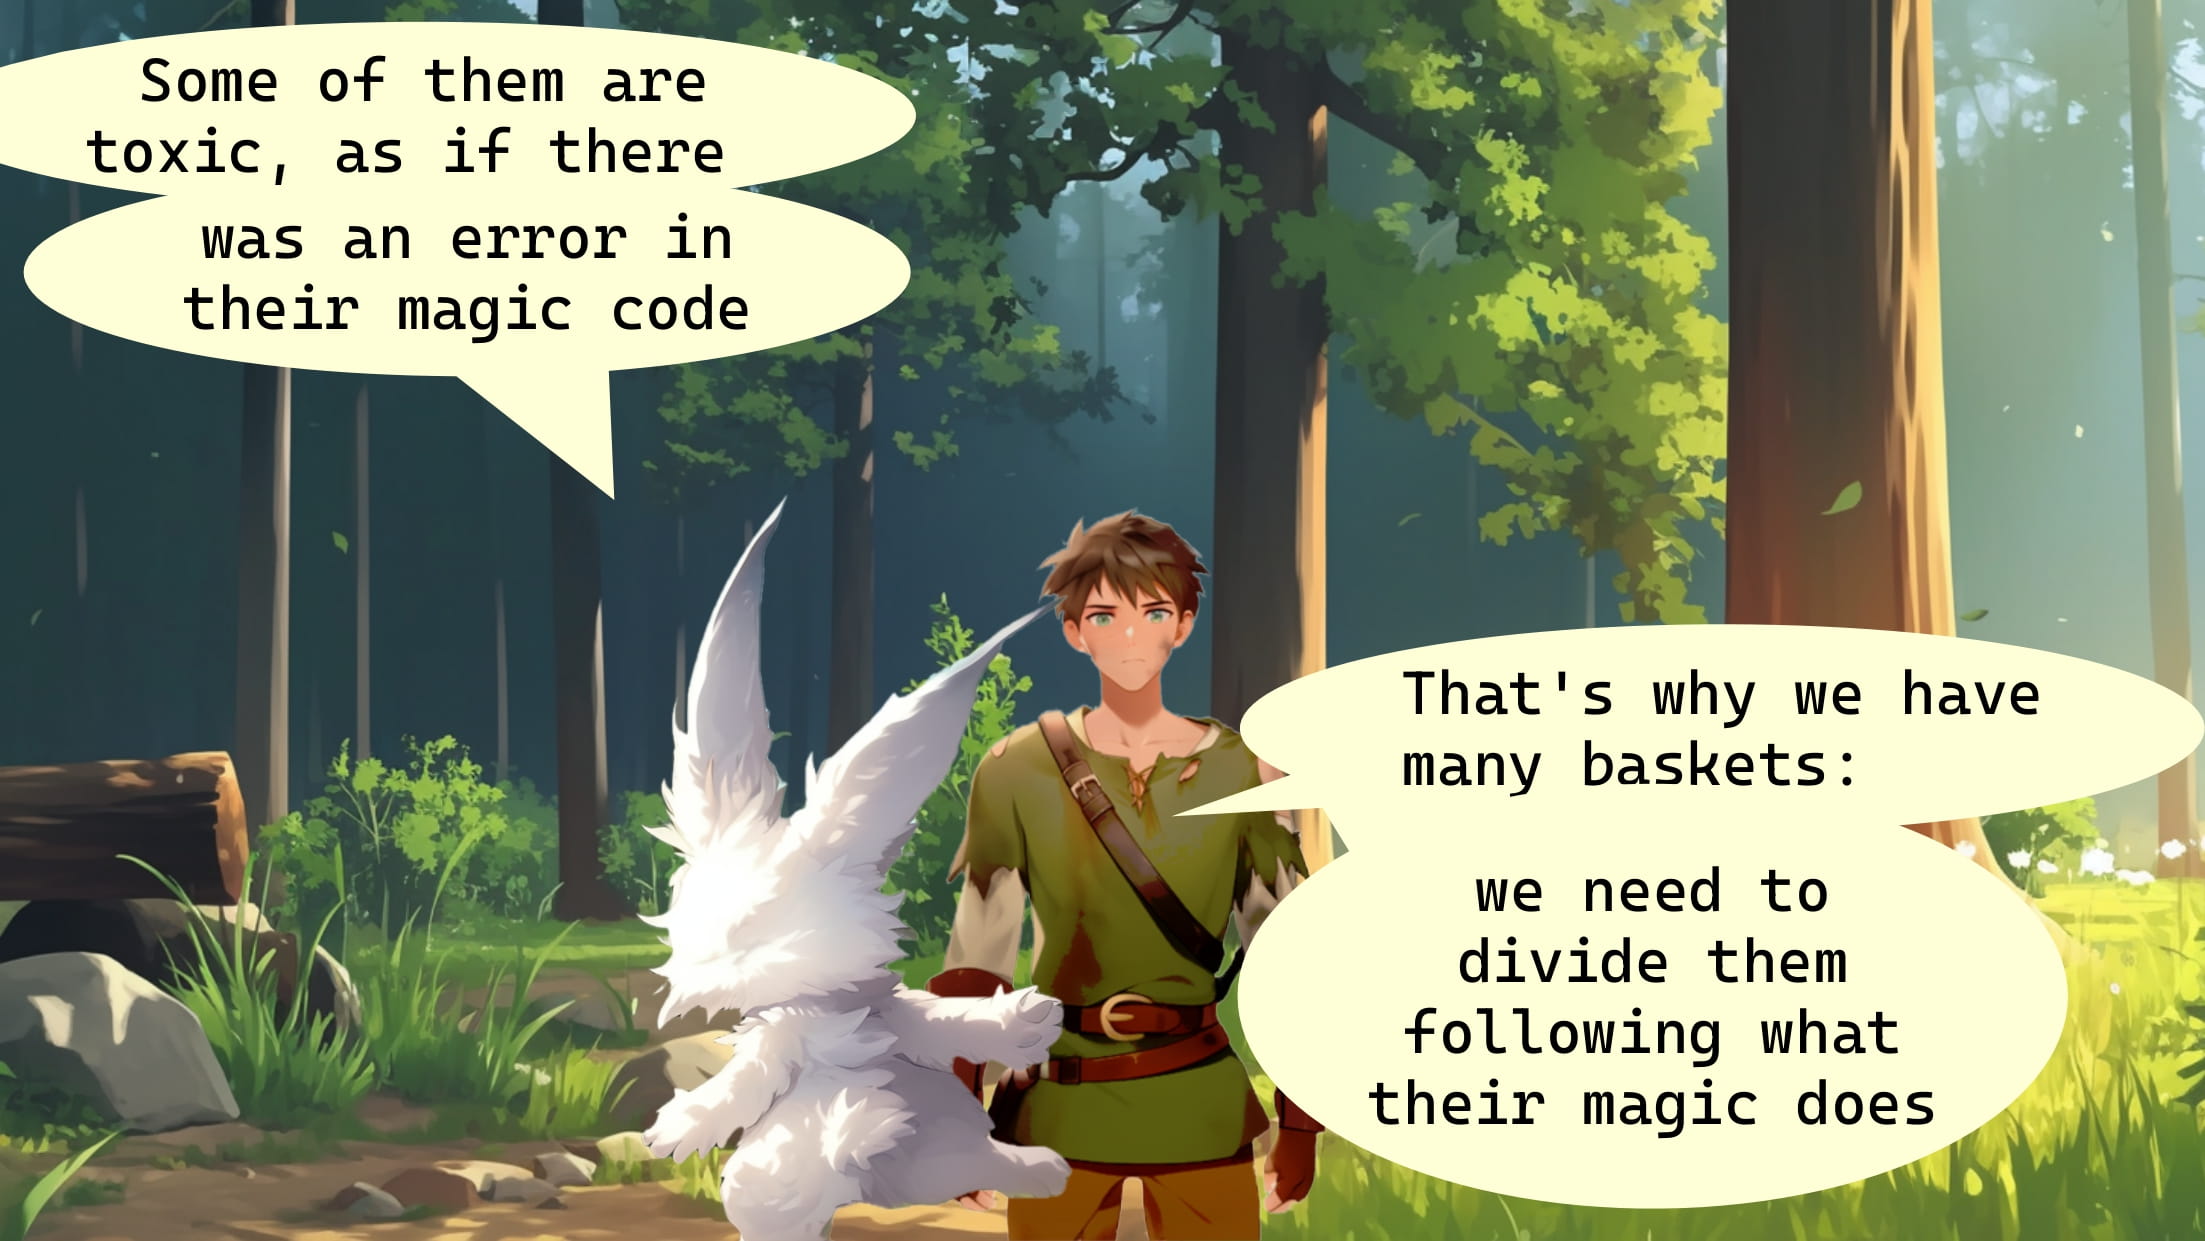 Some of them are
toxic, as if there
was an error in
their magic code
That's why we have
many baskets:
we need to
divide them
following what
their magic does